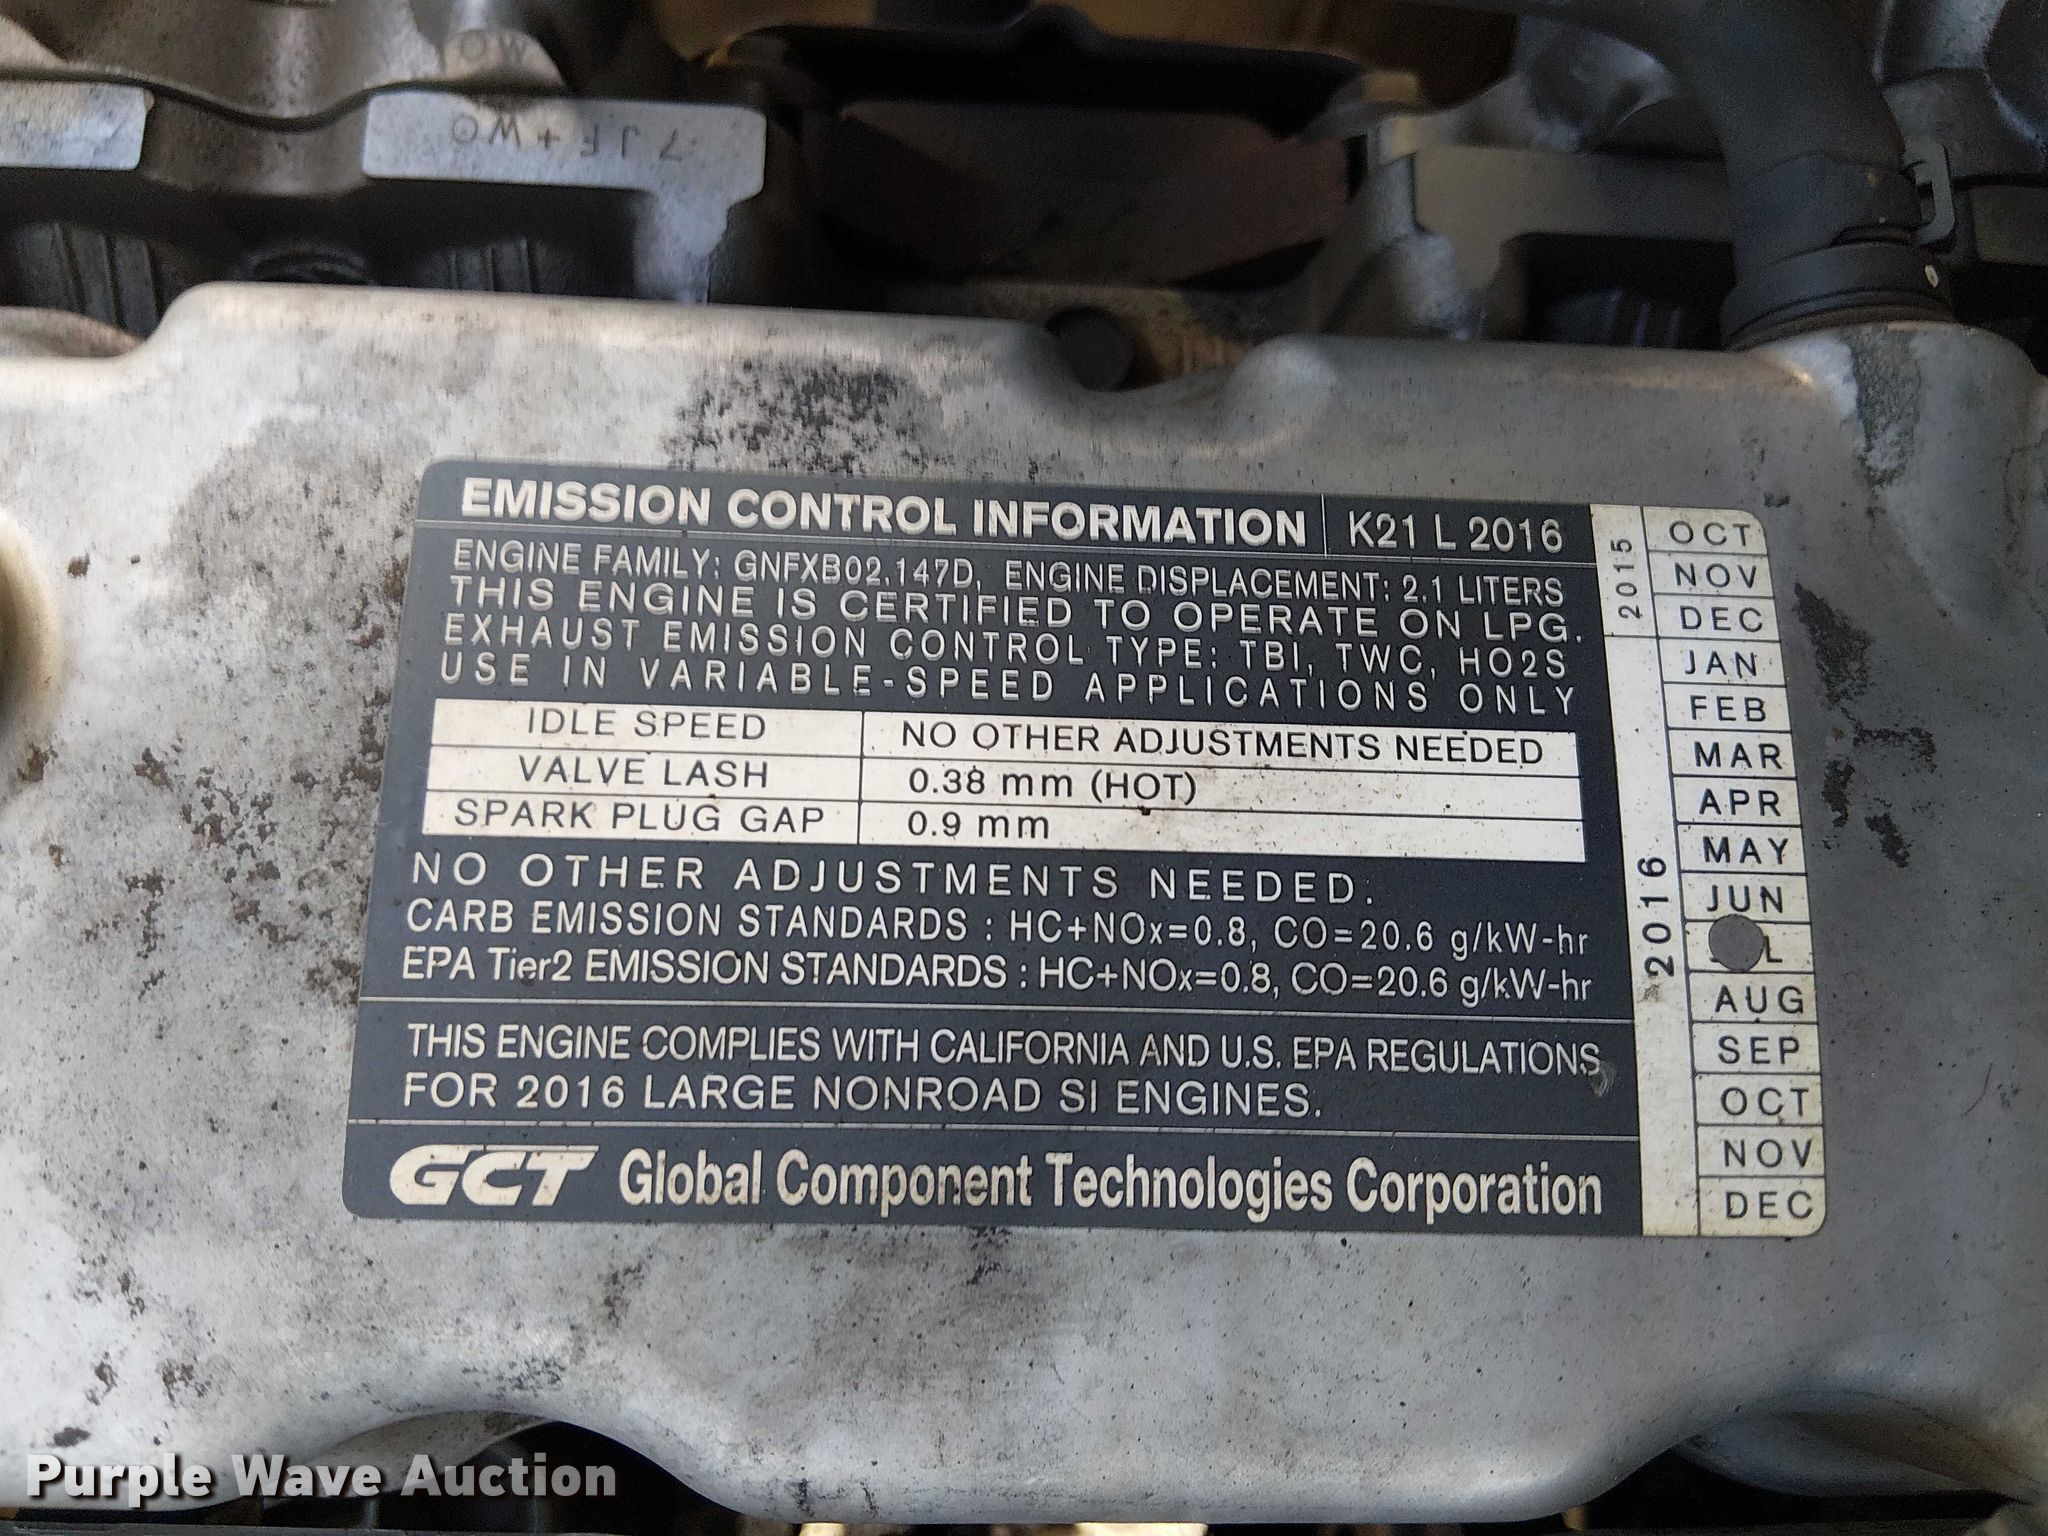 7 JF+WO
EMISSION CONTROL INFORMATION K21 L 2016
ENGINE FAMILY: GNFXB02.147D, ENGINE DISPLACEMENT: 2.1 LITERS
THIS ENGINE IS CERTIFIED TO OPERATE ON LPG.
EXHAUST EMISSION CONTROL TYPE: TBI, TWC, HO2S
USE IN VARIABLE-SPEED APPLICATIONS ONLY
IDLE SPEED NO OTHER ADJUSTMENTS NEEDED
VALVE LASH 0.38 mm (HOT)
SPARK PLUG GAP 0.9 mm
NO OTHER ADJUSTMENTS NEEDED.
CARB EMISSION STANDARDS : HC+NOx=0.8, CO=20.6 g/kW-hr
EPA Tier2 EMISSION STANDARDS : HC+NOx=0.8, CO=20.6 g/kW-hr
THIS ENGINE COMPLIES WITH CALIFORNIA AND U.S. EPA REGULATIONS
FOR 2016 LARGE NONROAD SI ENGINES.
GCT Global Component Technologies Corporation
2015
OCT
NOV
DEC
2016
JAN
FEB
MAR
APR
MAY
JUN
AUG
SEP
OCT
NOV
DEC
Purple Wave Auction